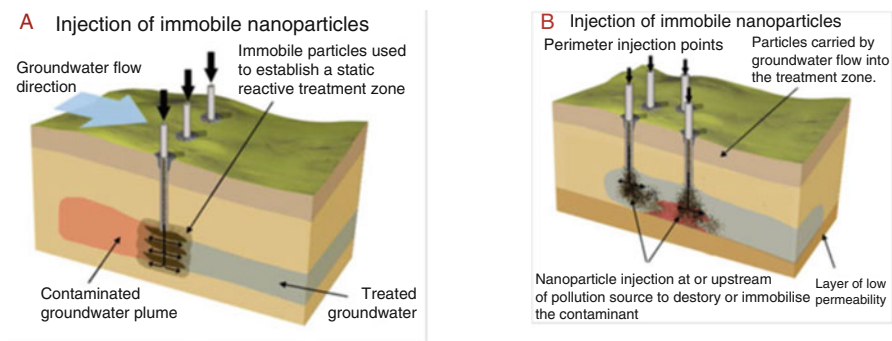 A Injection of immobile nanoparticles
Groundwater flow
direction
Immobile particles used
to establish a static
reactive treatment zone
Contaminated
groundwater plume
Treated
groundwater
B Injection of immobile nanoparticles
Perimeter injection points
Particles carried by
groundwater flow into
the treatment zone.
Nanoparticle injection at or upstream
of pollution source to destory or immobilise
the contaminant
Layer of low
permeability